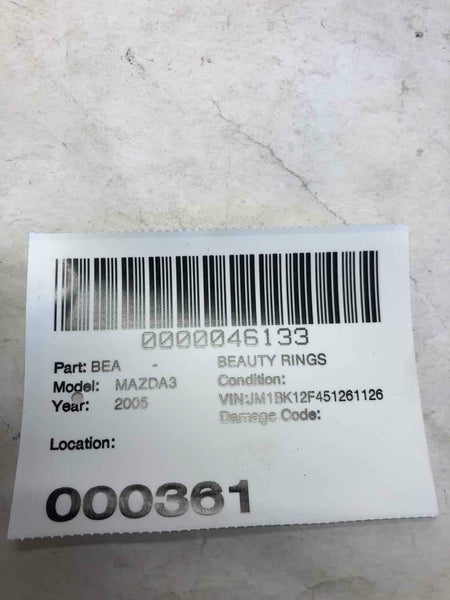 0000046133
Part: BEA - BEAUTY RINGS
Model: MAZDA3 Condition:
Year: 2005 VIN:JM1BK12F451261126
Damage Code:
Location:
000361